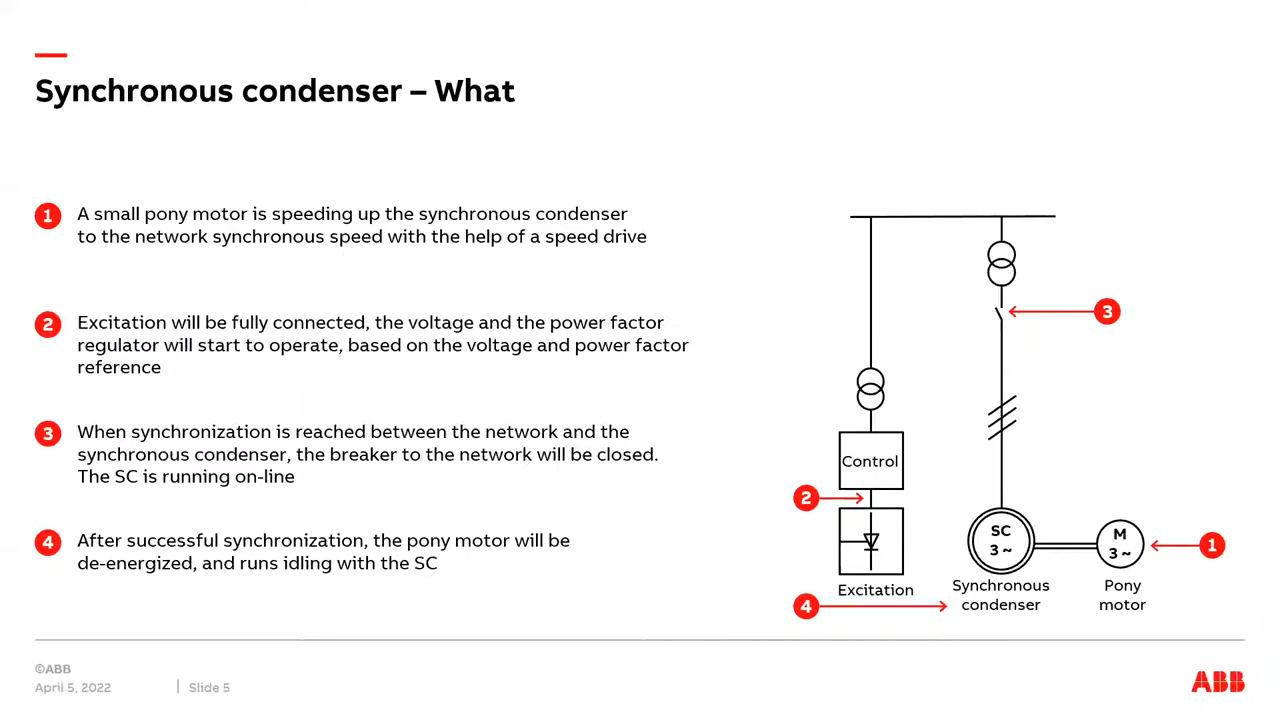 Synchronous condenser – What
1 A small pony motor is speeding up the synchronous condenser
to the network synchronous speed with the help of a speed drive
2 Excitation will be fully connected, the voltage and the power factor
regulator will start to operate, based on the voltage and power factor
reference
3 When synchronization is reached between the network and the
synchronous condenser, the breaker to the network will be closed.
The SC is running on-line
4 After successful synchronization, the pony motor will be
de-energized, and runs idling with the SC
3
Control
2
SC
3 ~
M
3 ~
1
Excitation
Synchronous
condenser
Pony
motor
4
©ABB
April 5, 2022 | Slide 5
ABB